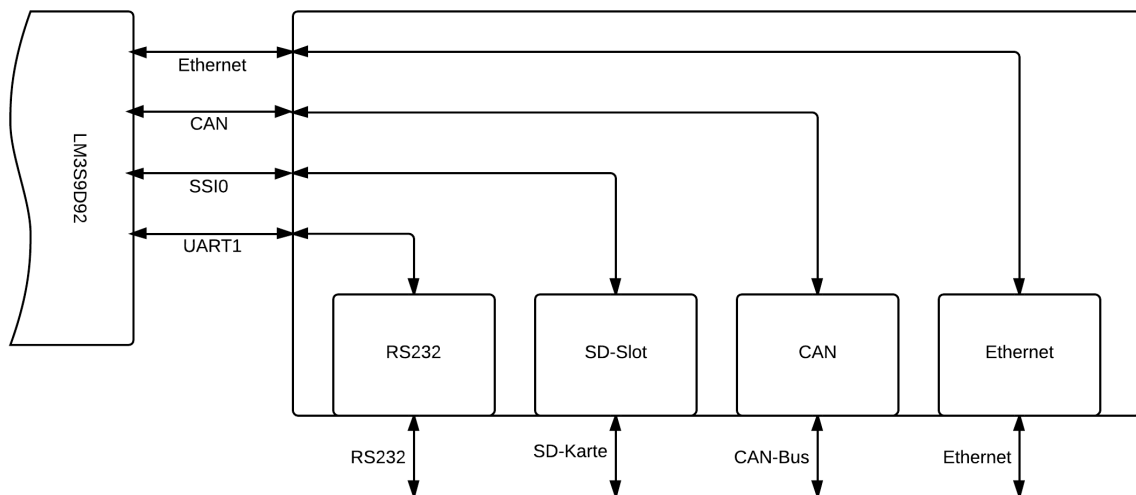 Ethernet
CAN
LM3S9D92
SSI0
UART1
RS232
SD-Slot
CAN
Ethernet
RS232
SD-Karte
CAN-Bus
Ethernet